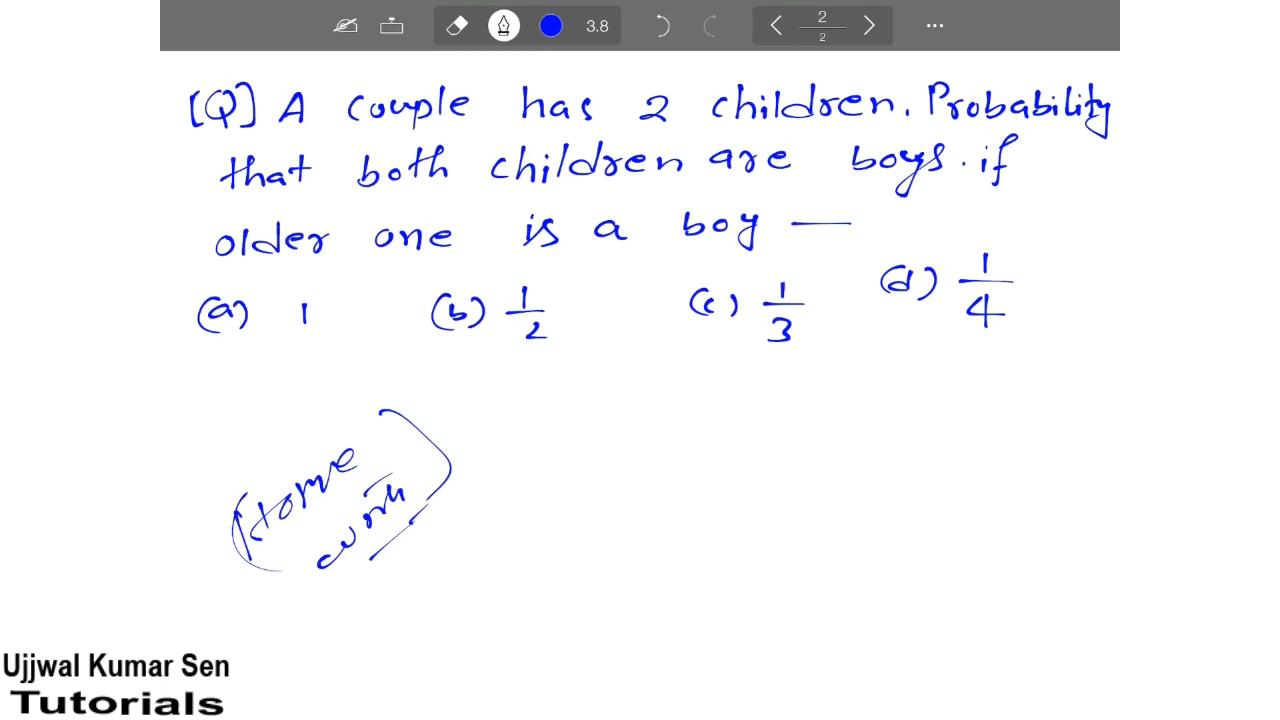 3.8
2
2
[Q] A couple has 2 children. Probability
that both children are boys. if
older one is a boy —
(a) 1 (b) 1/2 (c) 1/3 (d) 1/4
Home
work
Ujjwal Kumar Sen
Tutorials